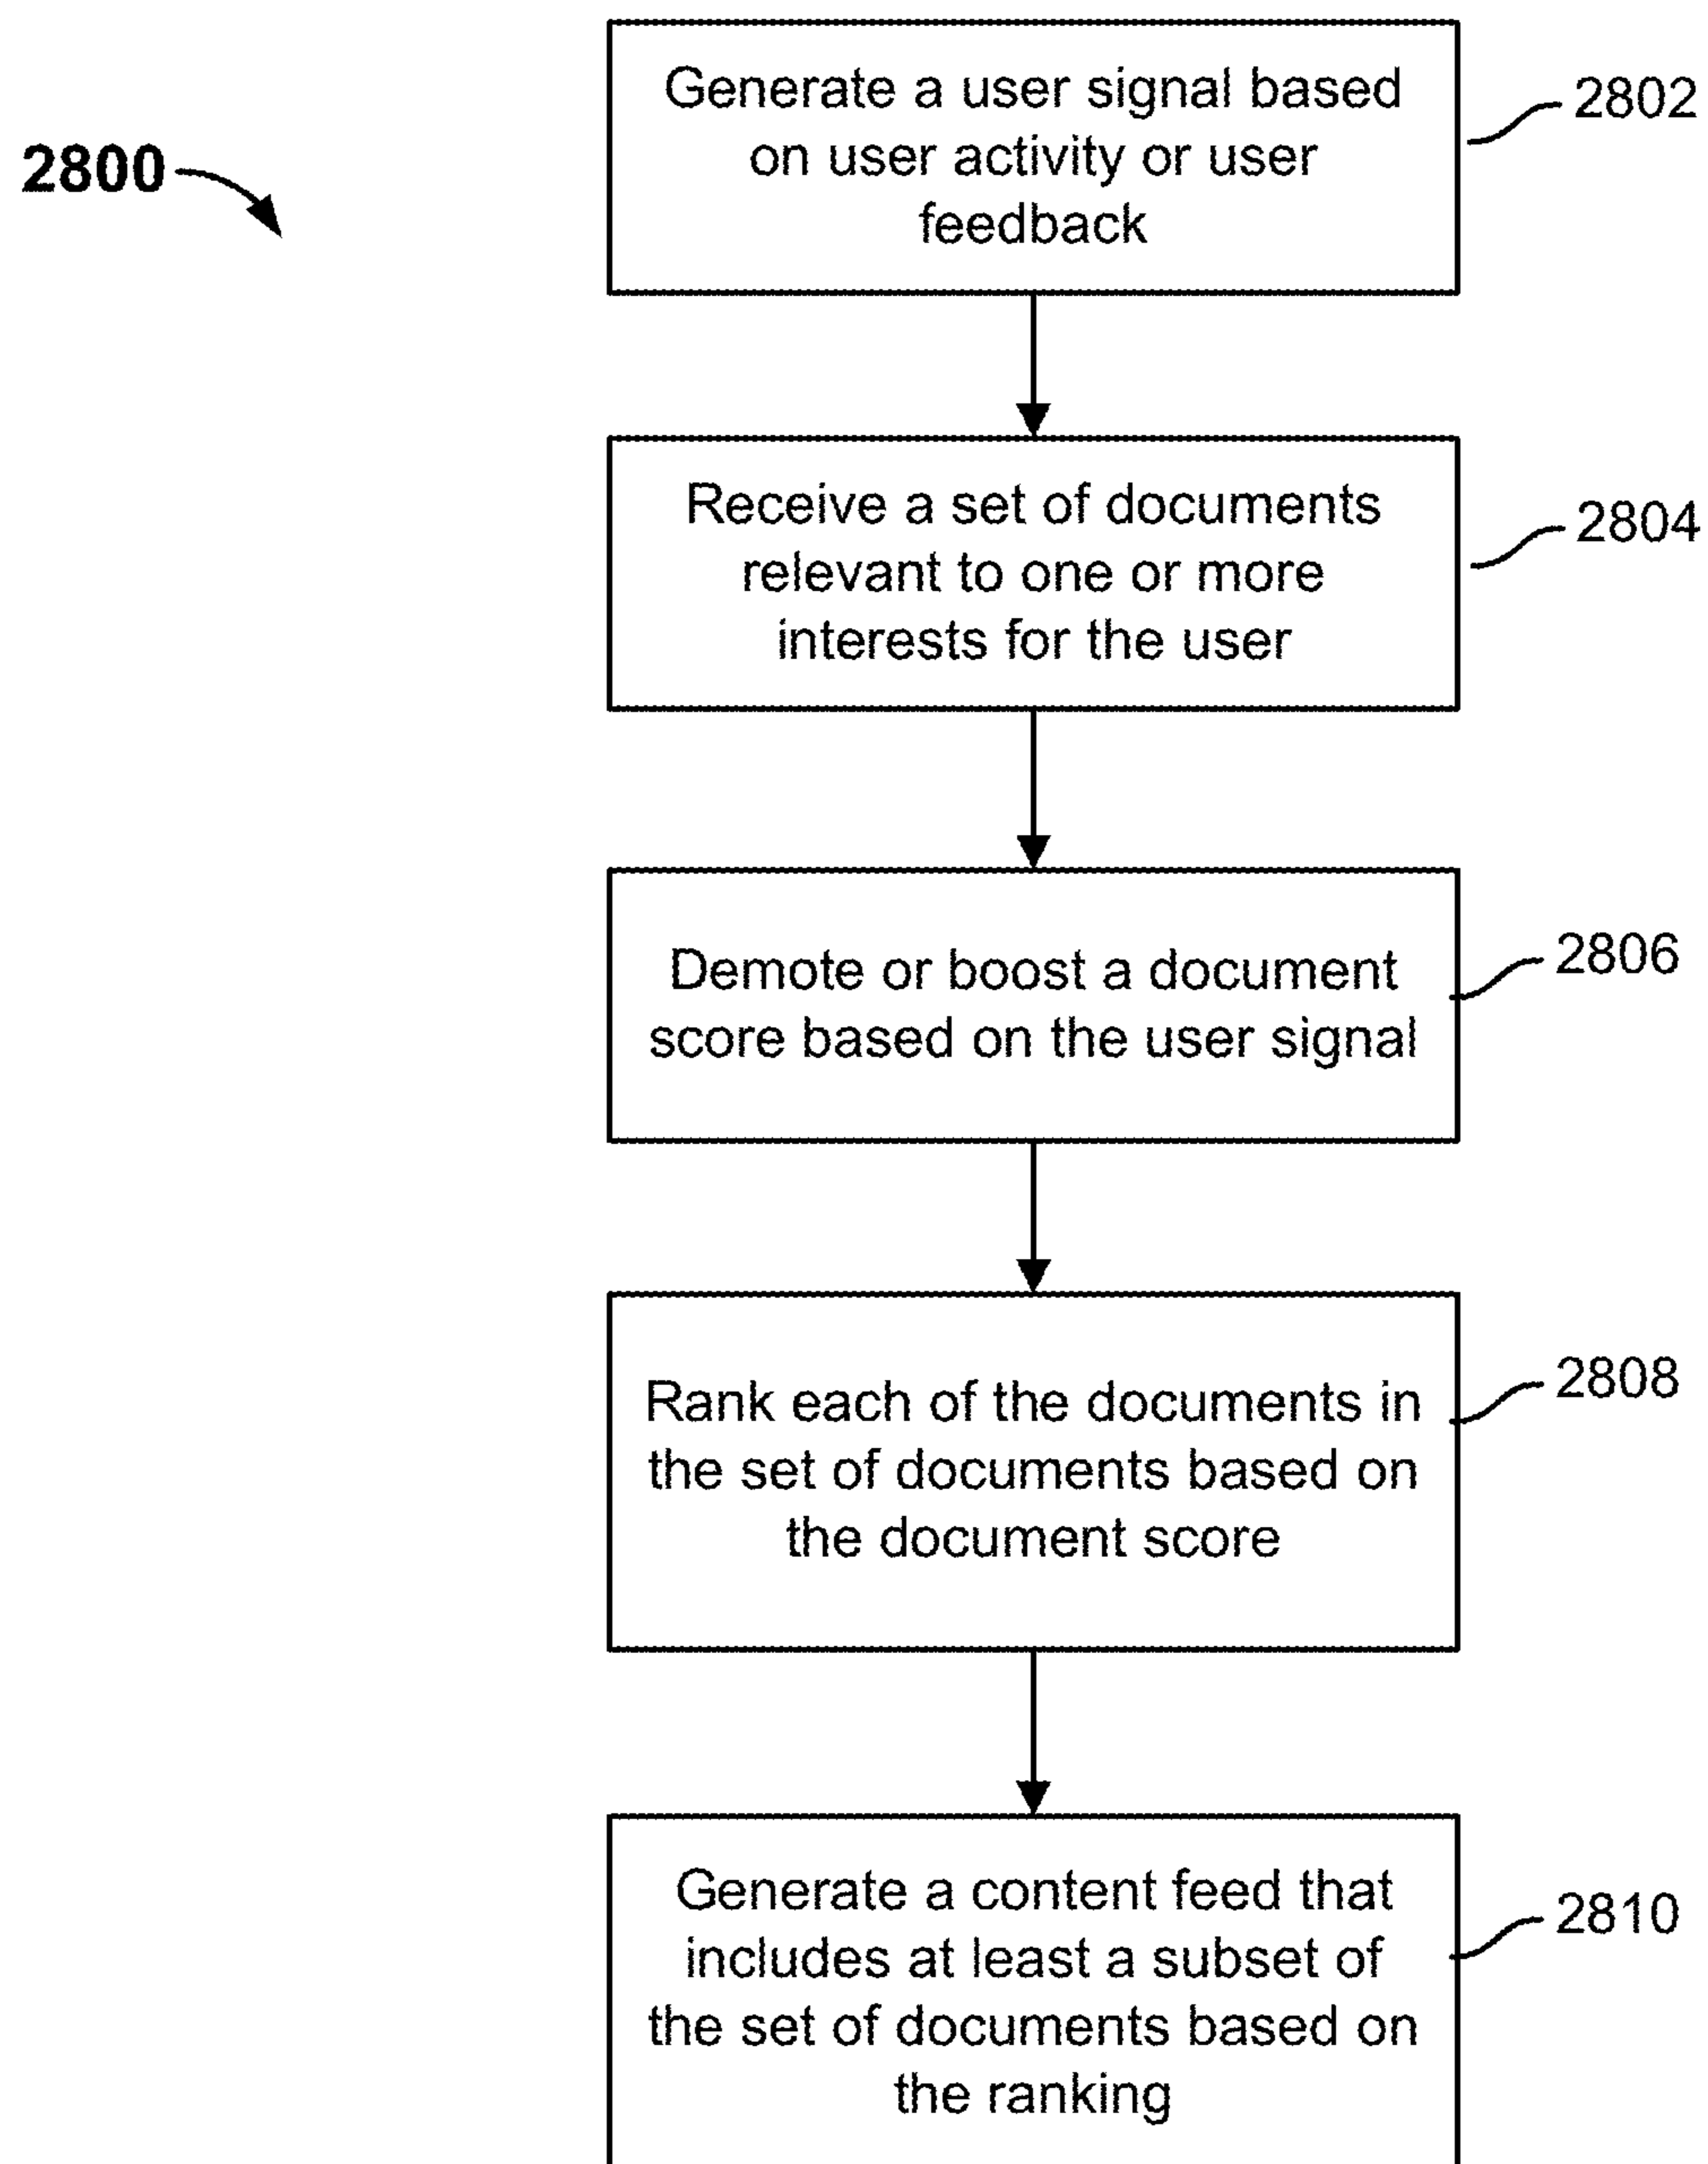 2800
Generate a user signal based
on user activity or user
feedback
2802
Receive a set of documents
relevant to one or more
interests for the user
2804
Demote or boost a document
score based on the user signal
2806
Rank each of the documents in
the set of documents based on
the document score
2808
Generate a content feed that
includes at least a subset of
the set of documents based on
the ranking
2810